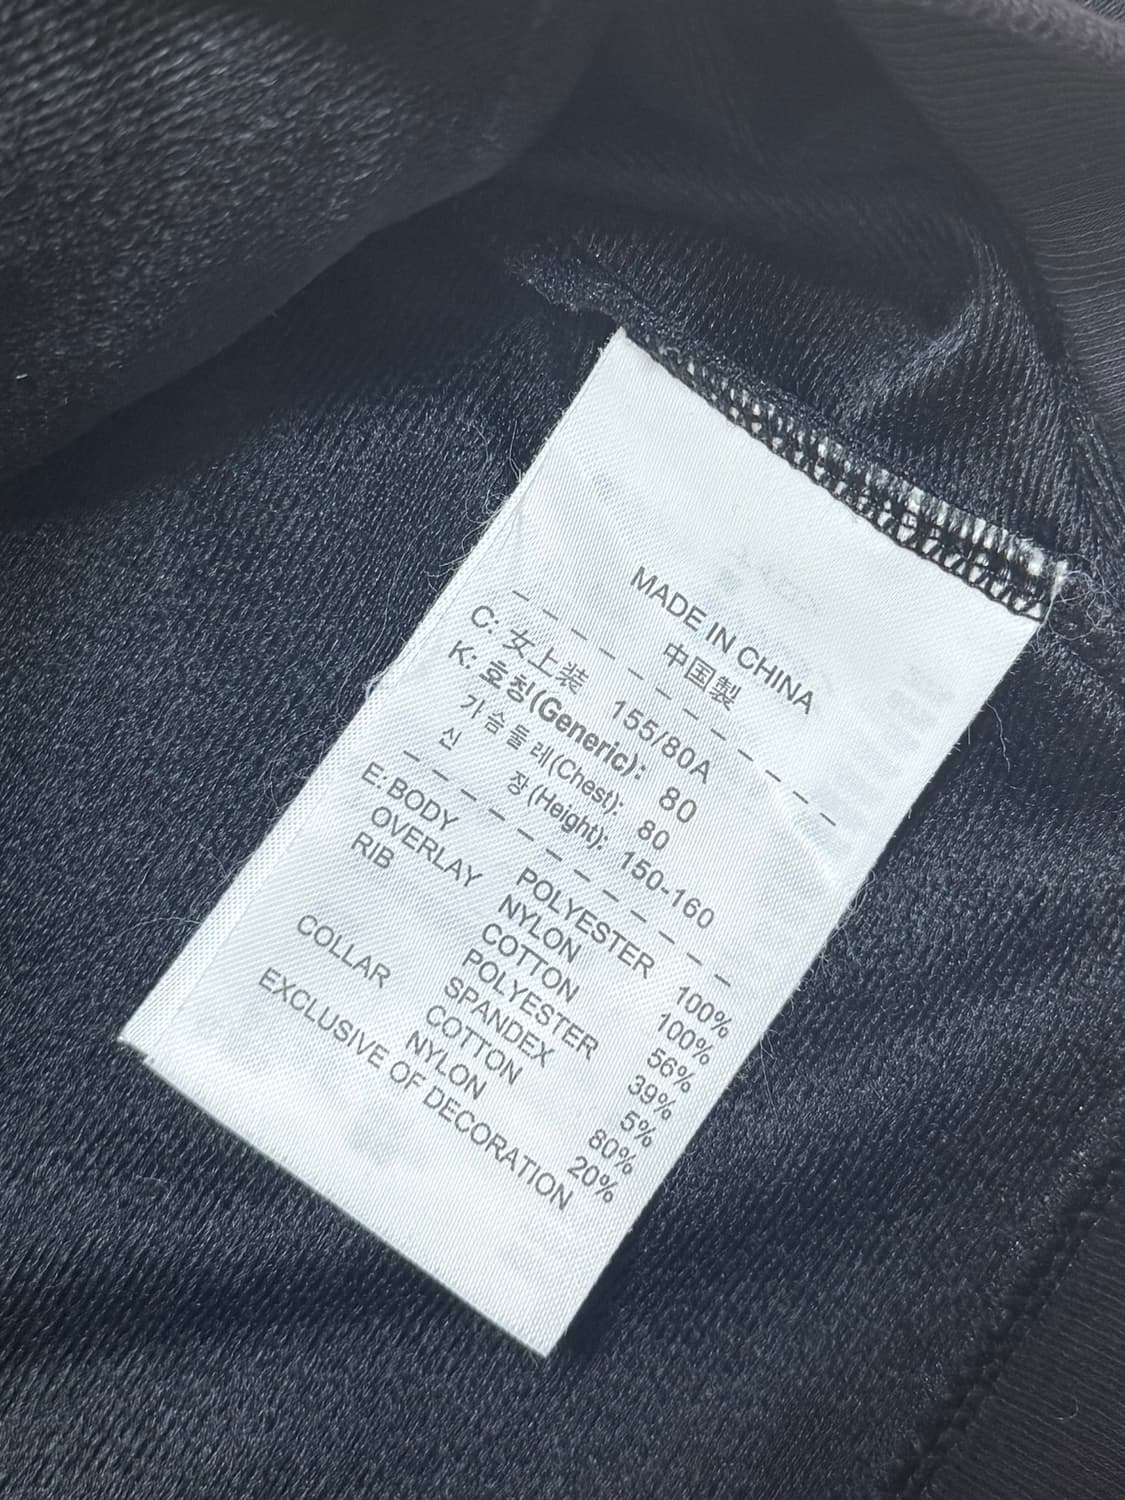 MADE IN CHINA
中国製
C: 女上装 155/80A
K: 호칭(Generic): 80
가슴둘레(Chest): 80
신 장(Height): 150-160
E: BODY POLYESTER 100%
OVERLAY NYLON 100%
RIB COTTON 56%
POLYESTER 39%
SPANDEX 5%
COLLAR COTTON 80%
NYLON 20%
EXCLUSIVE OF DECORATION